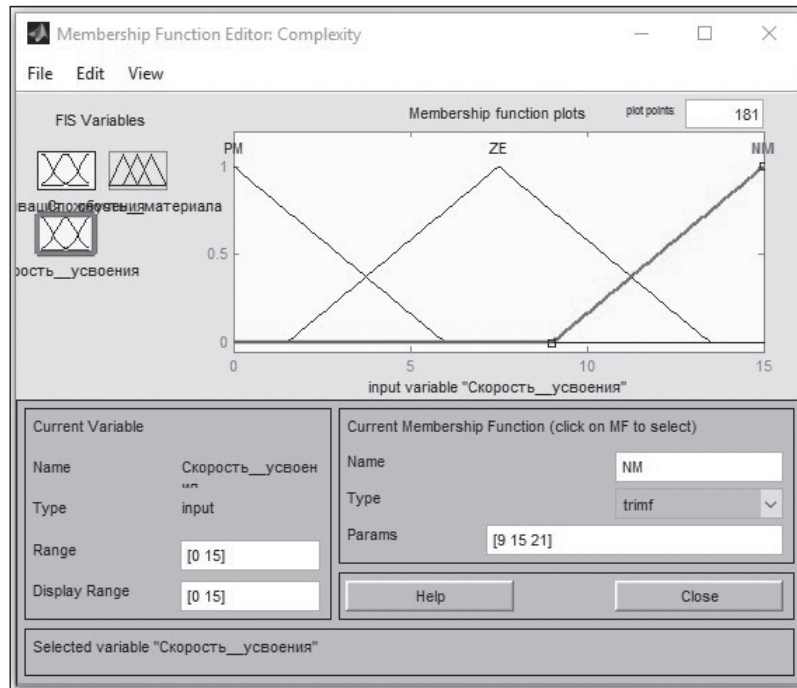 Membership Function Editor: Complexity
File Edit View
FIS Variables
материала
усвоения
Membership function plots
plot points:
181
PM
ZE
NM
1
0.5
0
0
5
10
15
input variable "Скорость__усвоения"
Current Variable
Name
Скорость__усвоен
ия
Type
input
Range
[0 15]
Display Range
[0 15]
Current Membership Function (click on MF to select)
Name
NM
Type
trimf
Params
[9 15 21]
Help
Close
Selected variable "Скорость__усвоения"